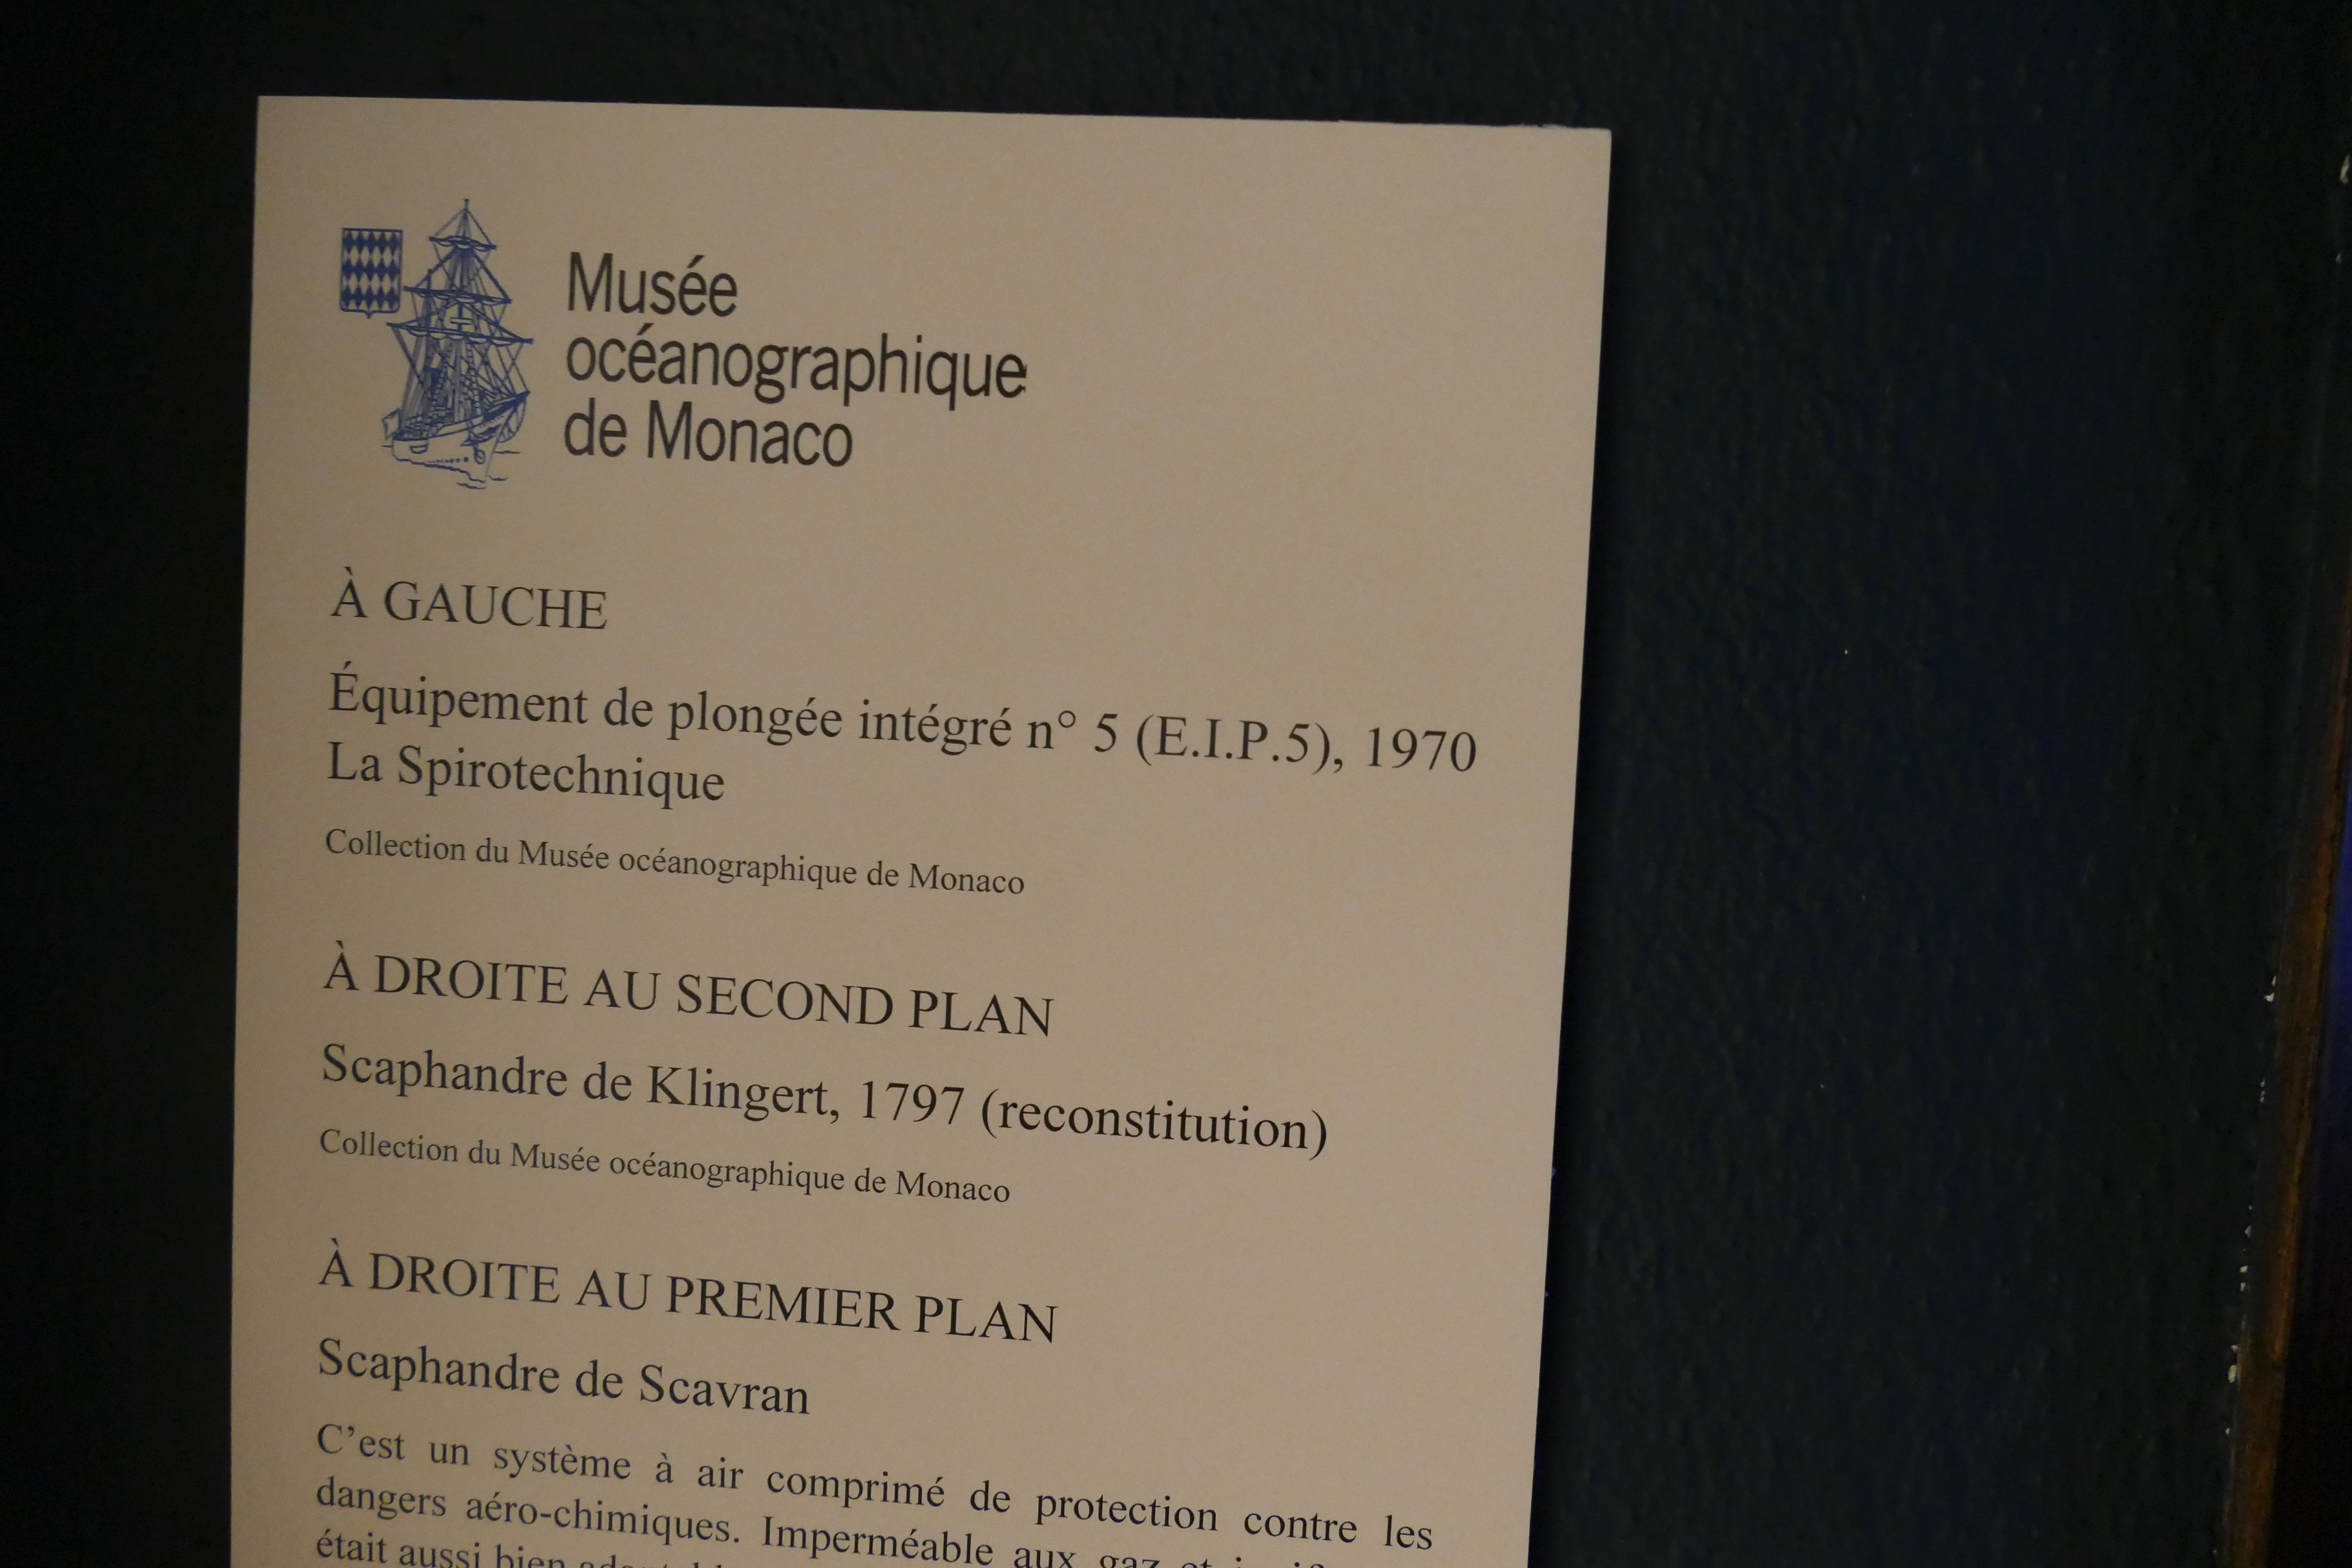 Musée
océanographique
de Monaco
À GAUCHE
Équipement de plongée intégré n° 5 (E.I.P.5), 1970
La Spirotechnique
Collection du Musée océanographique de Monaco
À DROITE AU SECOND PLAN
Scaphandre de Klingert, 1797 (reconstitution)
Collection du Musée océanographique de Monaco
À DROITE AU PREMIER PLAN
Scaphandre de Scavran
C’est un système à air comprimé de protection contre les
dangers aéro-chimiques. Imperméable aux gaz et
était aussi bien